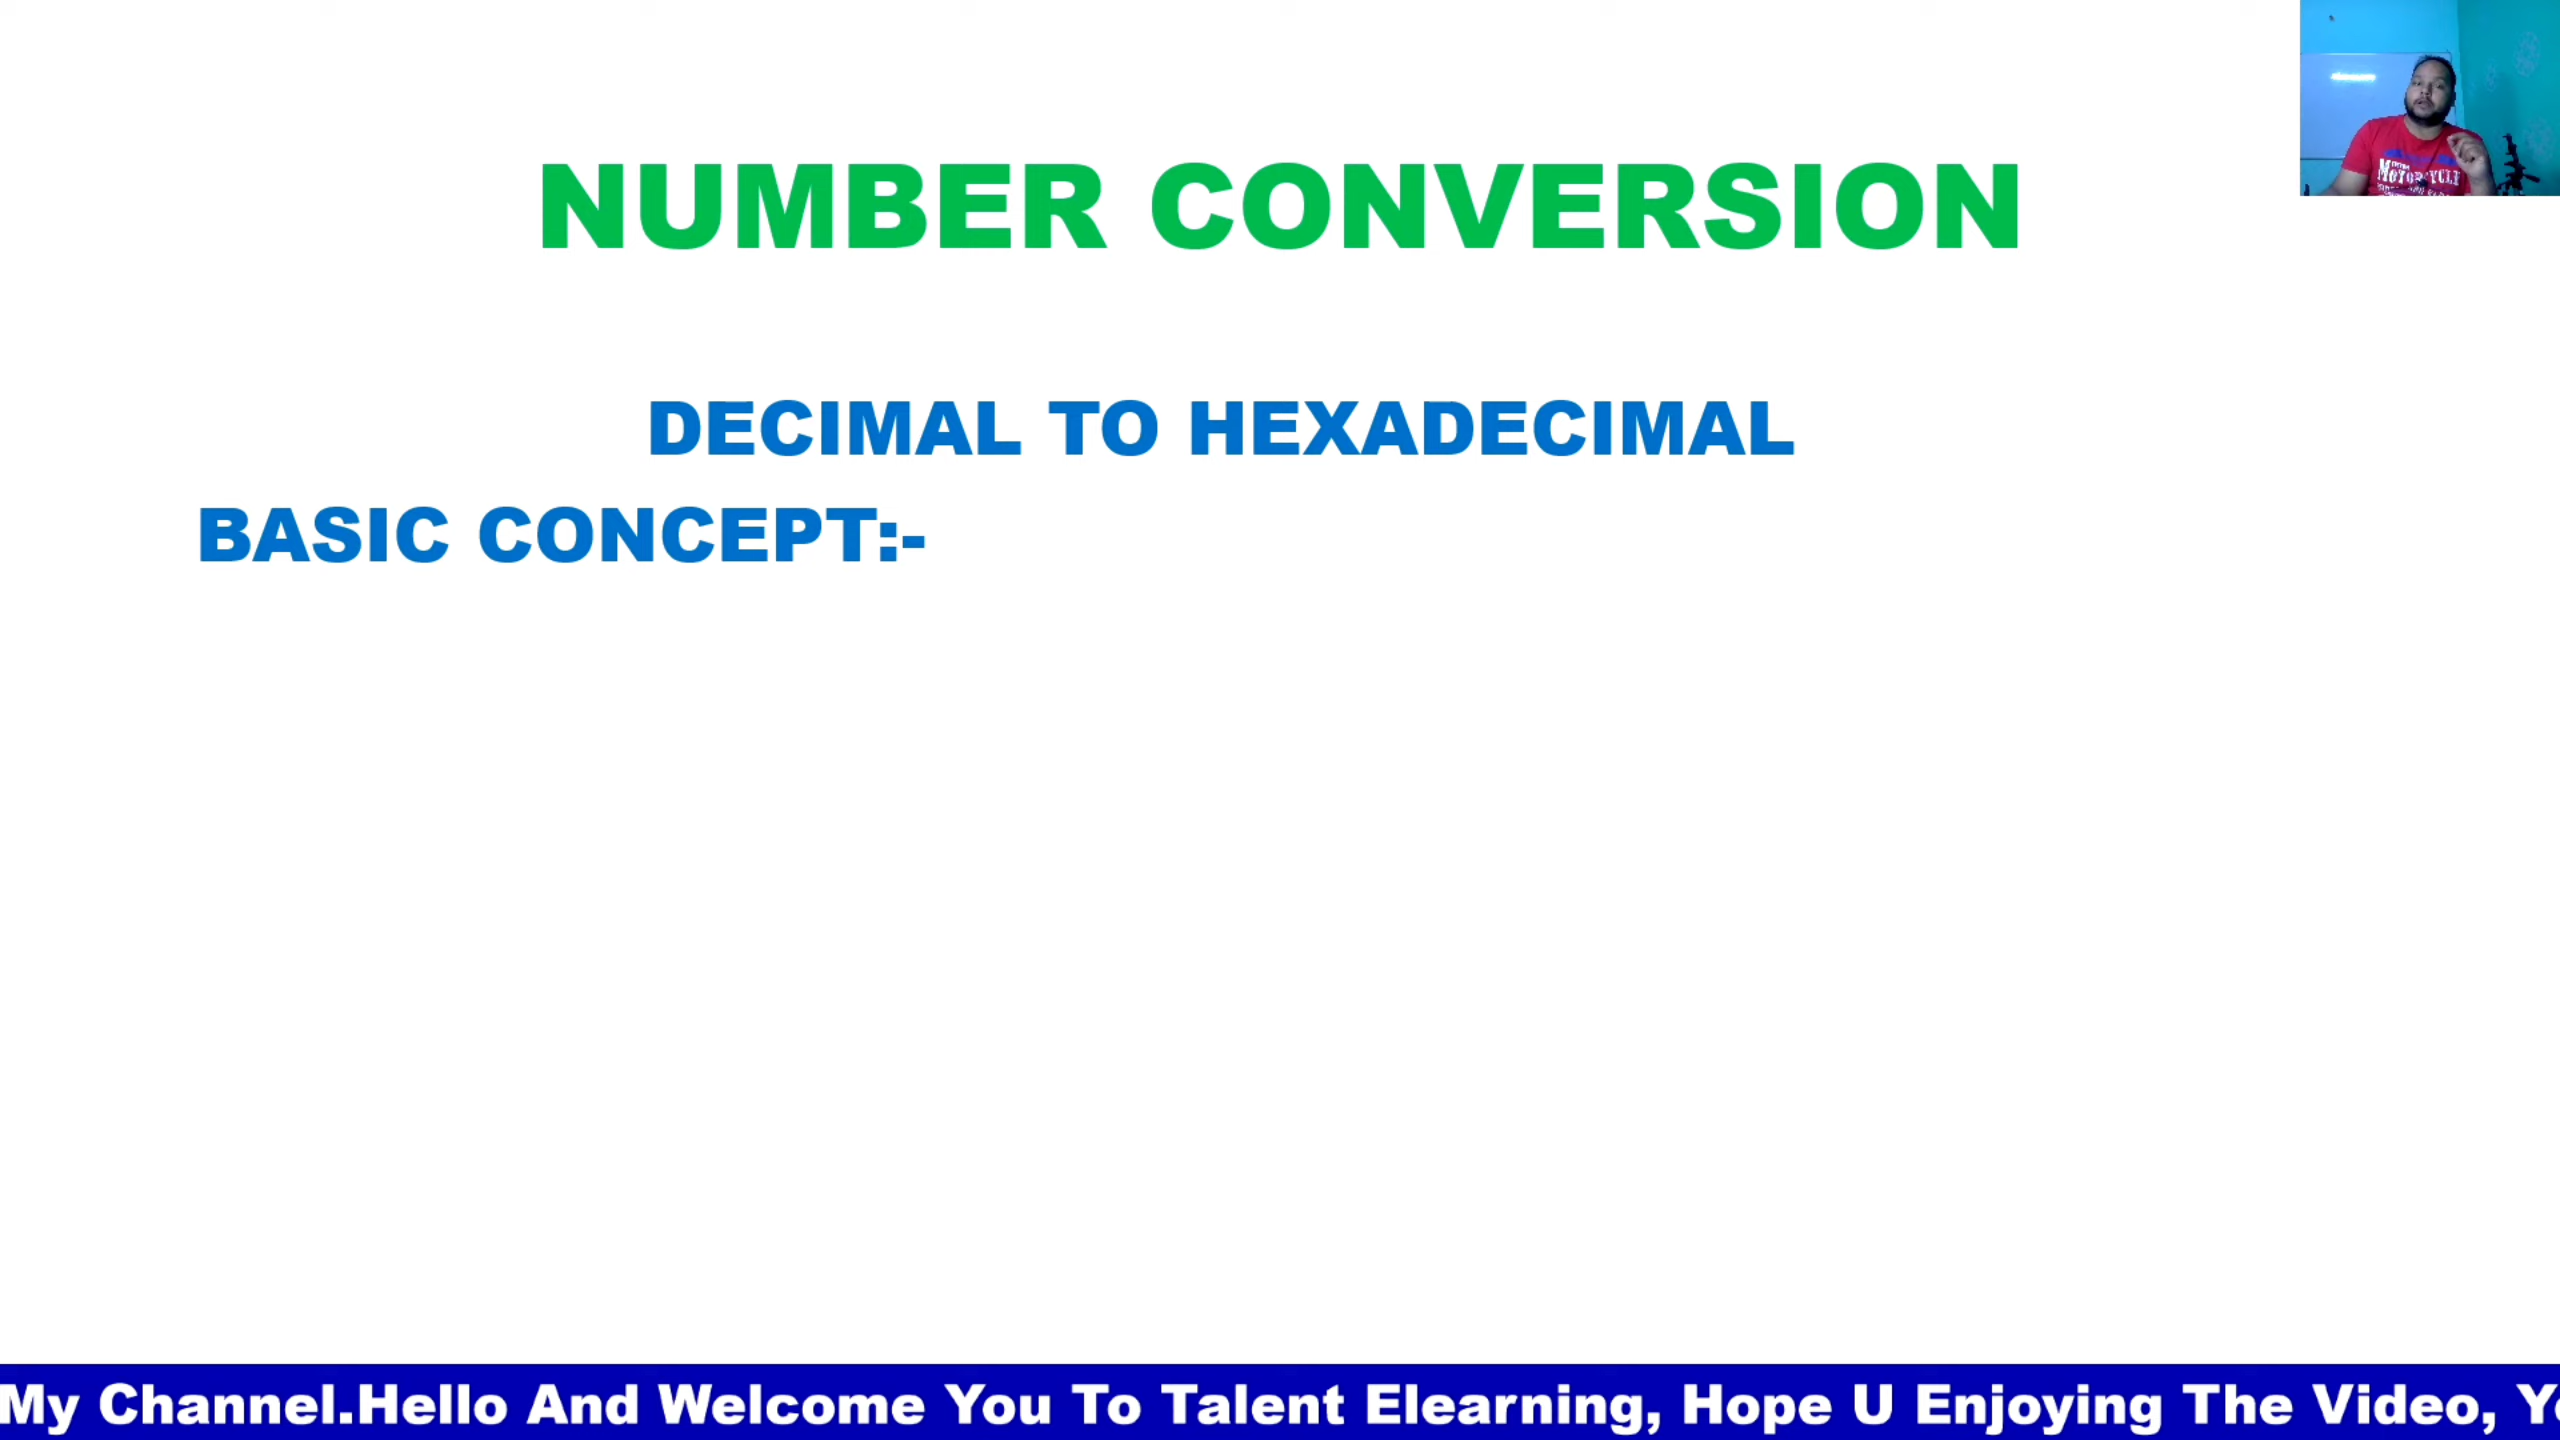 NUMBER CONVERSION
DECIMAL TO HEXADECIMAL
BASIC CONCEPT:-
MOTORCYCLE
My Channel.Hello And Welcome You To Talent Elearning, Hope U Enjoying The Video,